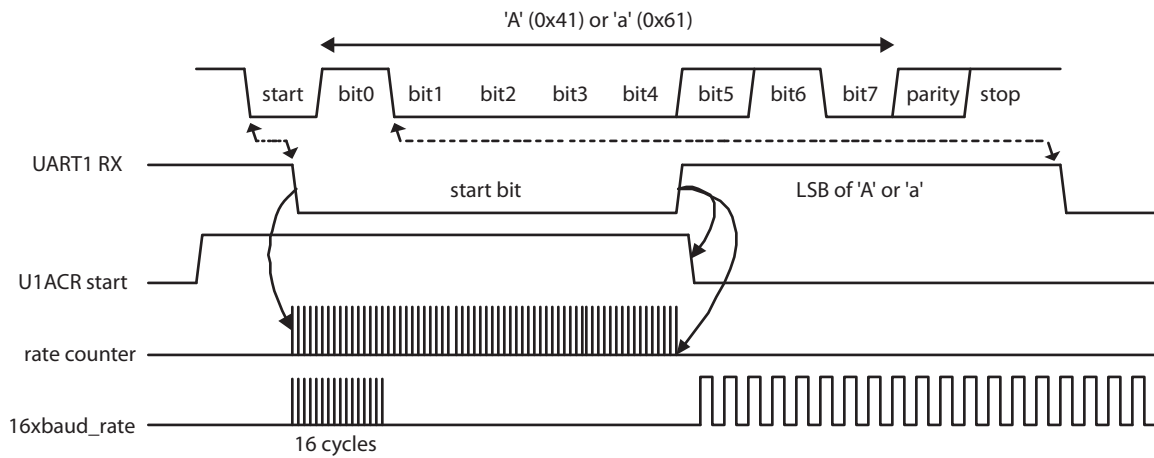 'A' (0x41) or 'a' (0x61)
start bit0 bit1 bit2 bit3 bit4 bit5 bit6 bit7 parity stop
UART1 RX
start bit
LSB of 'A' or 'a'
U1ACR start
rate counter
16xbaud_rate
16 cycles